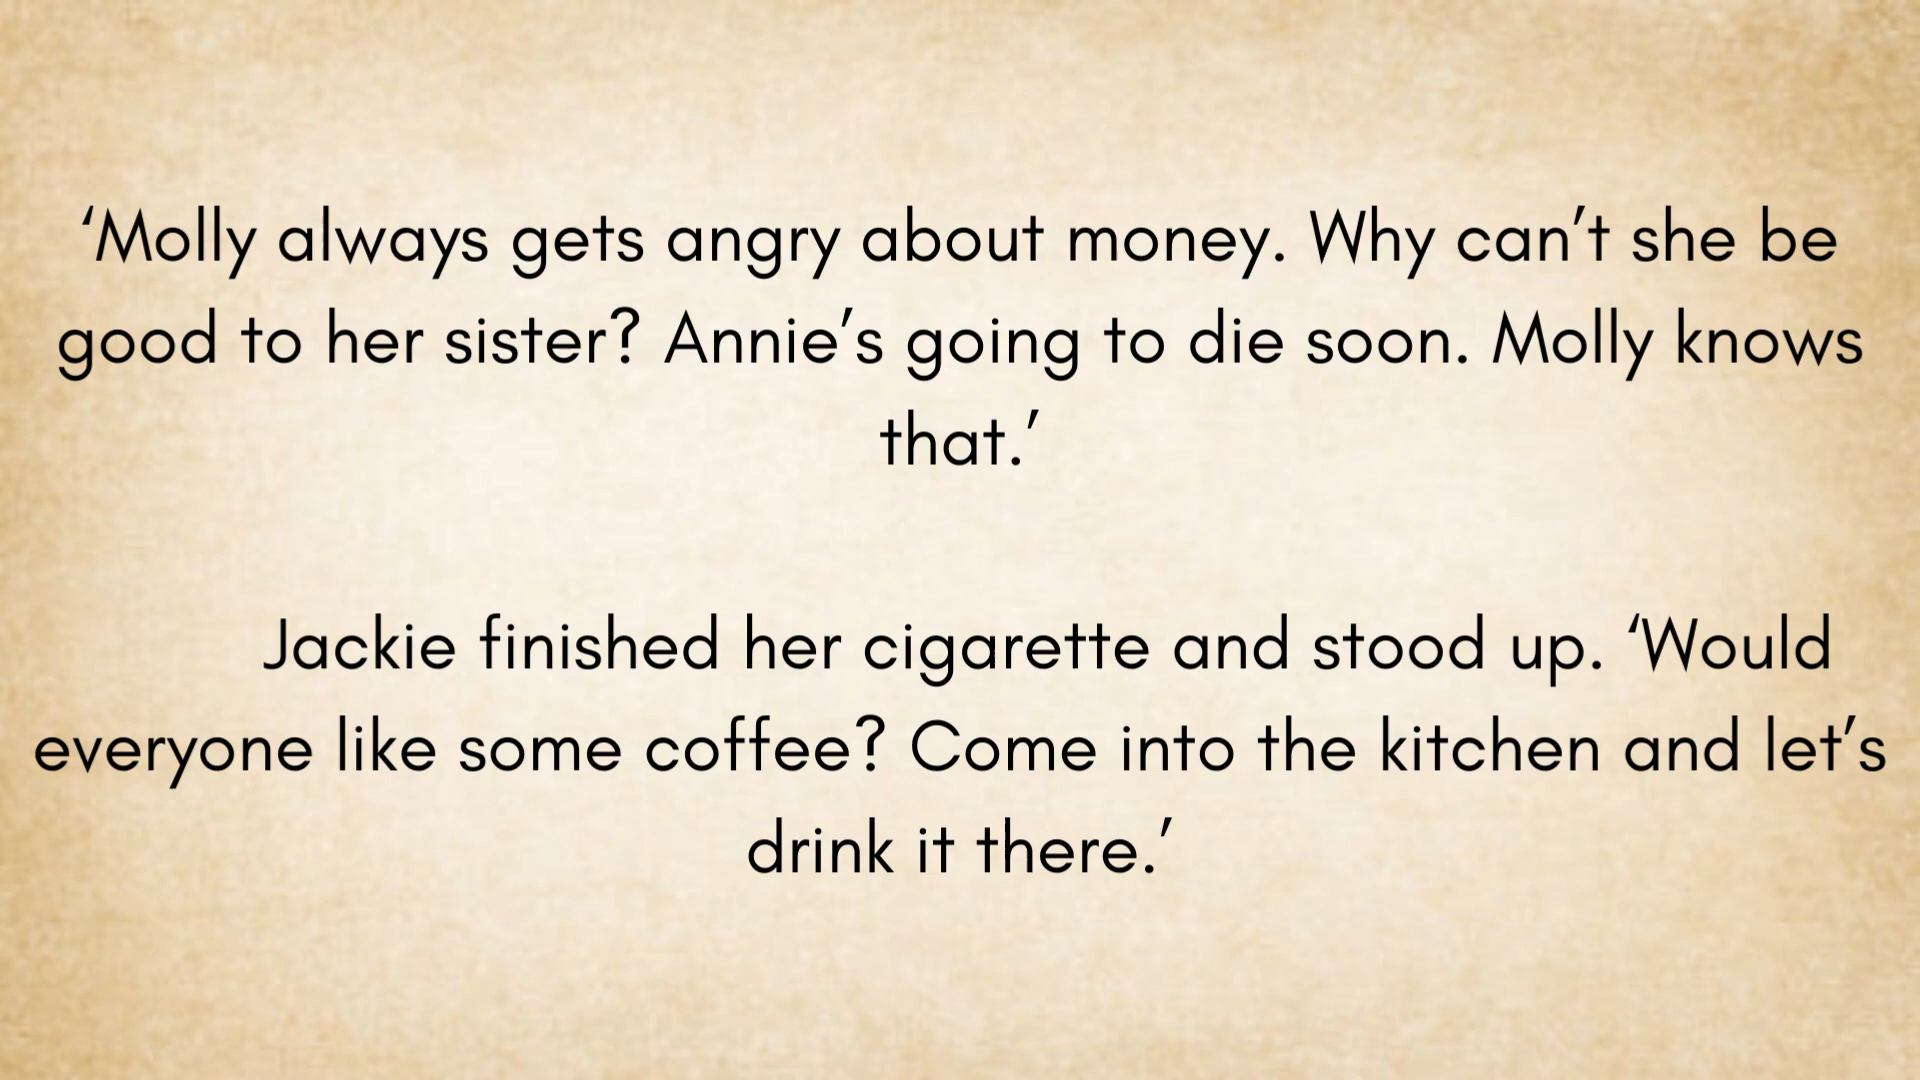 ‘Molly always gets angry about money. Why can’t she be
good to her sister? Annie’s going to die soon. Molly knows
that.’
Jackie finished her cigarette and stood up. ‘Would
everyone like some coffee? Come into the kitchen and let’s
drink it there.’